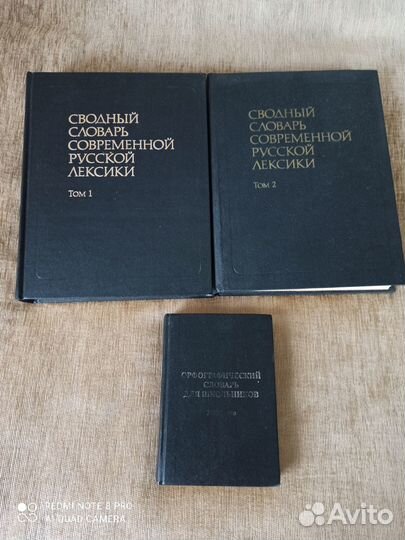 СВОДНЫЙ
СЛОВАРЬ
СОВРЕМЕННОЙ
РУССКОЙ
ЛЕКСИКИ
ТОМ 1
СВОДНЫЙ
СЛОВАРЬ
СОВРЕМЕННОЙ
РУССКОЙ
ЛЕКСИКИ
ТОМ 2
ОРФОГРАФИЧЕСКИЙ
СЛОВАРЬ
ДЛЯ ШКОЛЬНИКОВ
REDMI NOTE 8 PRO
AI QUAD CAMERA
Avito